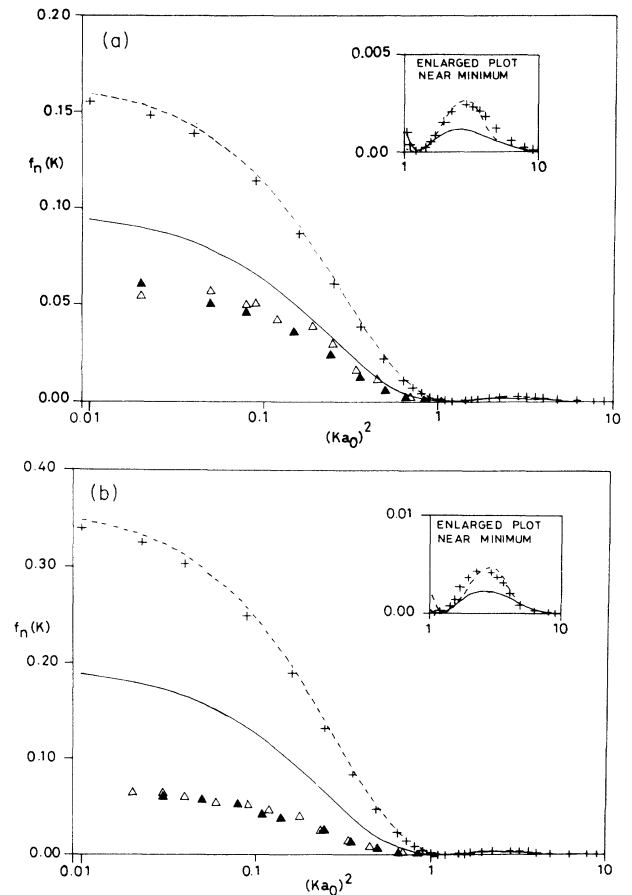 (a)
0.20
0.15
0.10
0.05
0.00
fn(K)
0.01
0.1
1
10
(Ka0)²
0.005
0.00
ENLARGED PLOT
NEAR MINIMUM
1
10
(b)
0.40
0.30
0.20
0.10
0.00
fn(K)
0.01
0.1
1
10
(Ka0)²
0.01
0.00
ENLARGED PLOT
NEAR MINIMUM
1
10